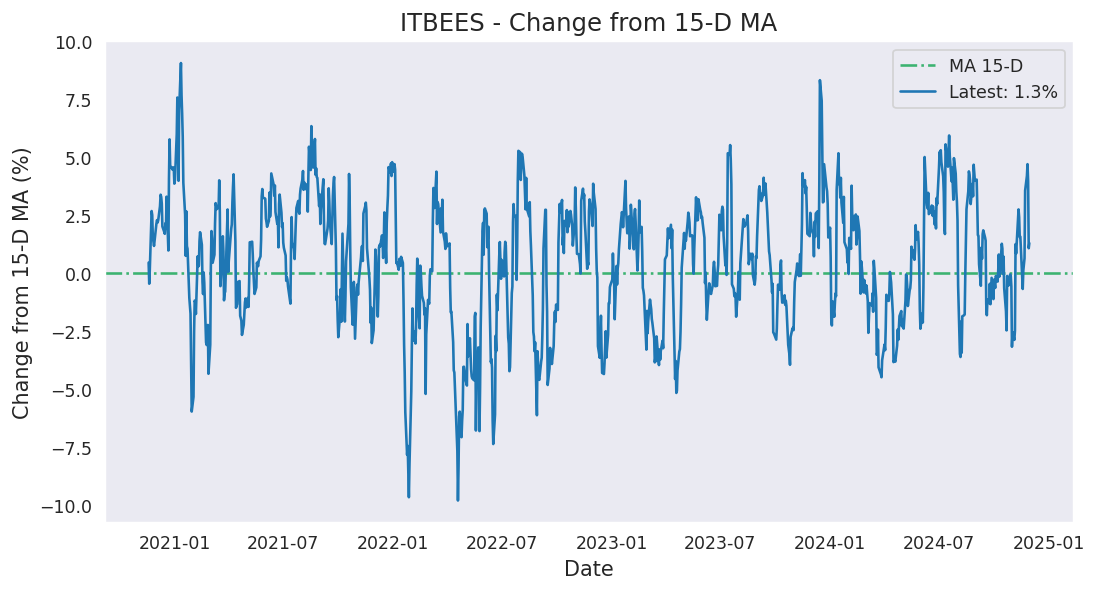 ITBEES - Change from 15-D MA
10.0
7.5
5.0
2.5
0.0
−2.5
−5.0
−7.5
−10.0
Change from 15-D MA (%)
MA 15-D
Latest: 1.3%
2021-01 2021-07 2022-01 2022-07 2023-01 2023-07 2024-01 2024-07 2025-01
Date